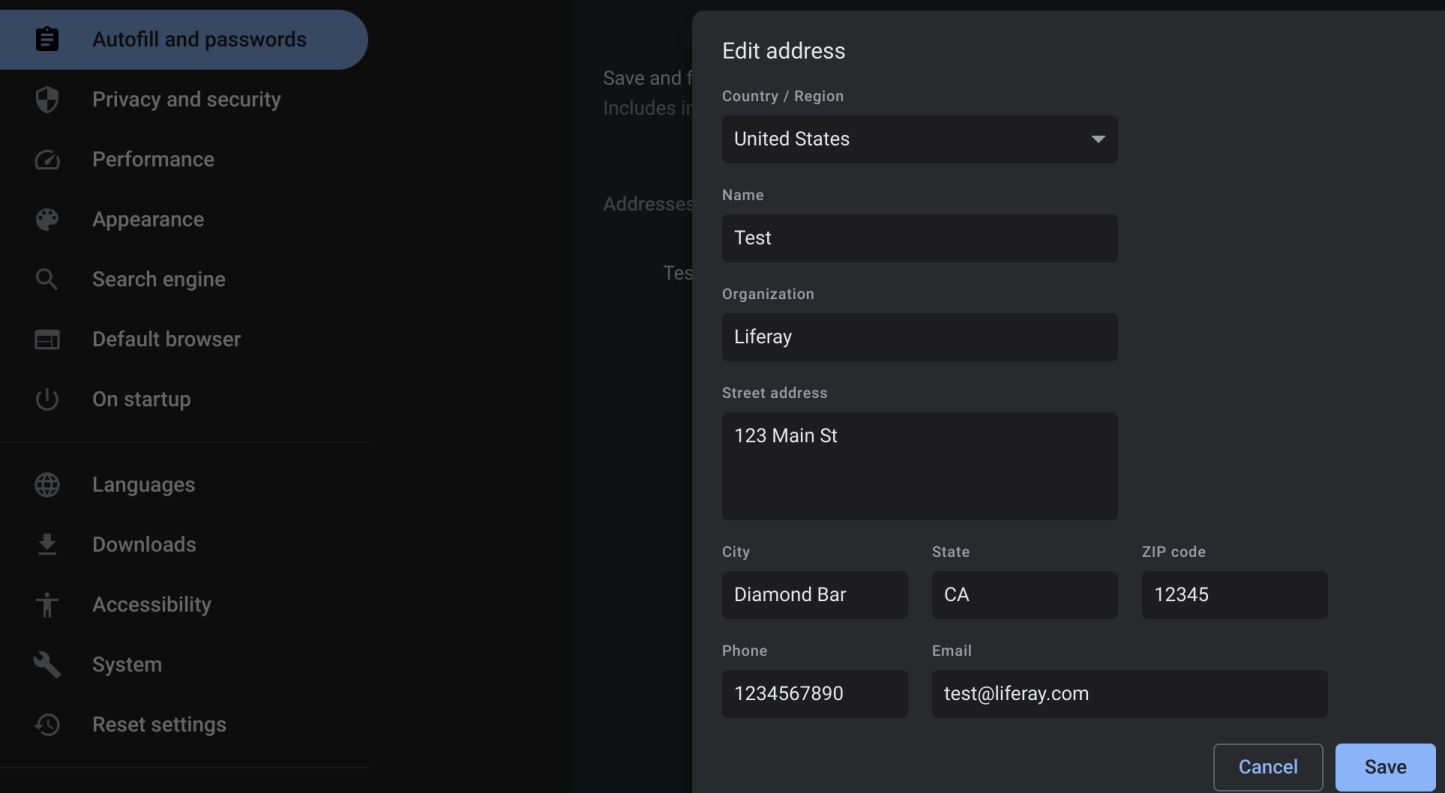 Autofill and passwords
Privacy and security
Performance
Appearance
Search engine
Default browser
On startup
Languages
Downloads
Accessibility
System
Reset settings
Save and
Includes
Addresses
Edit address
Country / Region
United States
Name
Test
Organization
Liferay
Street address
123 Main St
City State ZIP code
Diamond Bar CA 12345
Phone Email
1234567890 test@liferay.com
Cancel Save